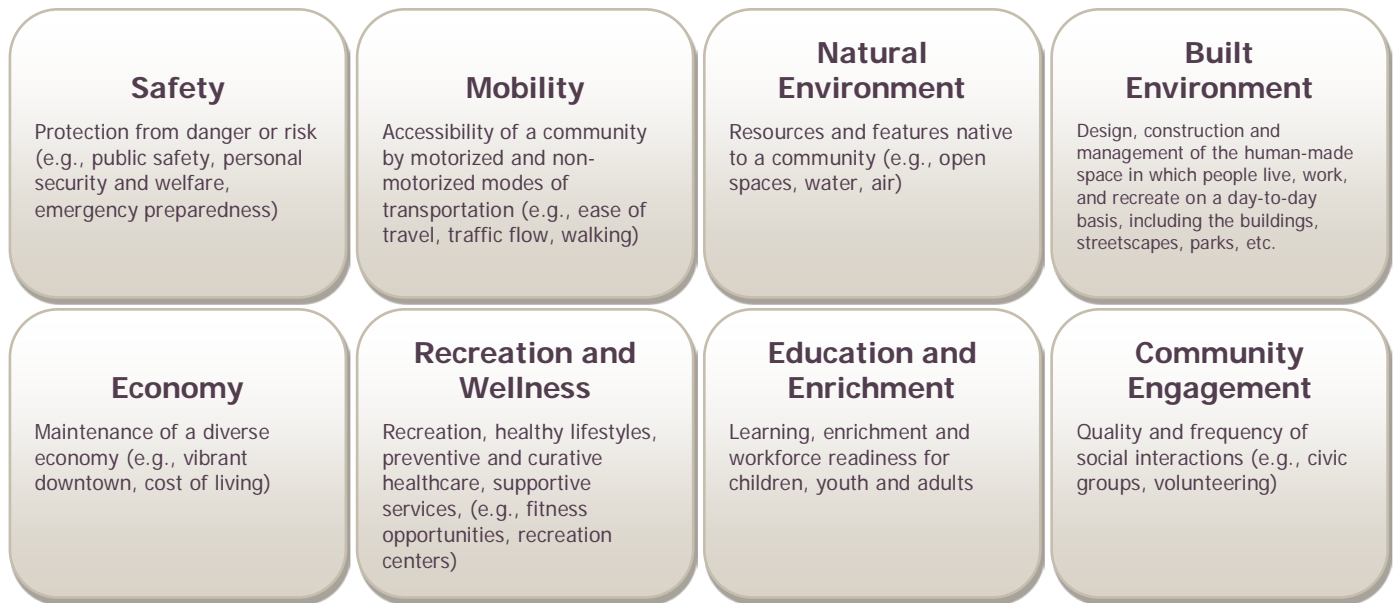 Safety
Protection from danger or risk
(e.g., public safety, personal
security and welfare,
emergency preparedness)
Mobility
Accessibility of a community
by motorized and non-
motorized modes of
transportation (e.g., ease of
travel, traffic flow, walking)
Natural
Environment
Resources and features native
to a community (e.g., open
spaces, water, air)
Built
Environment
Design, construction and
management of the human-made
space in which people live, work,
and recreate on a day-to-day
basis, including the buildings,
streetscapes, parks, etc.
Economy
Maintenance of a diverse
economy (e.g., vibrant
downtown, cost of living)
Recreation and
Wellness
Recreation, healthy lifestyles,
preventive and curative
healthcare, supportive
services, (e.g., fitness
opportunities, recreation
centers)
Education and
Enrichment
Learning, enrichment and
workforce readiness for
children, youth and adults
Community
Engagement
Quality and frequency of
social interactions (e.g., civic
groups, volunteering)